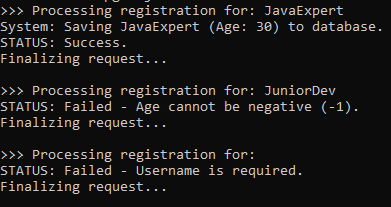 >>> Processing registration for: JavaExpert
System: Saving JavaExpert (Age: 30) to database.
STATUS: Success.
Finalizing request...
>>> Processing registration for: JuniorDev
STATUS: Failed - Age cannot be negative (-1).
Finalizing request...
>>> Processing registration for:
STATUS: Failed - Username is required.
Finalizing request...